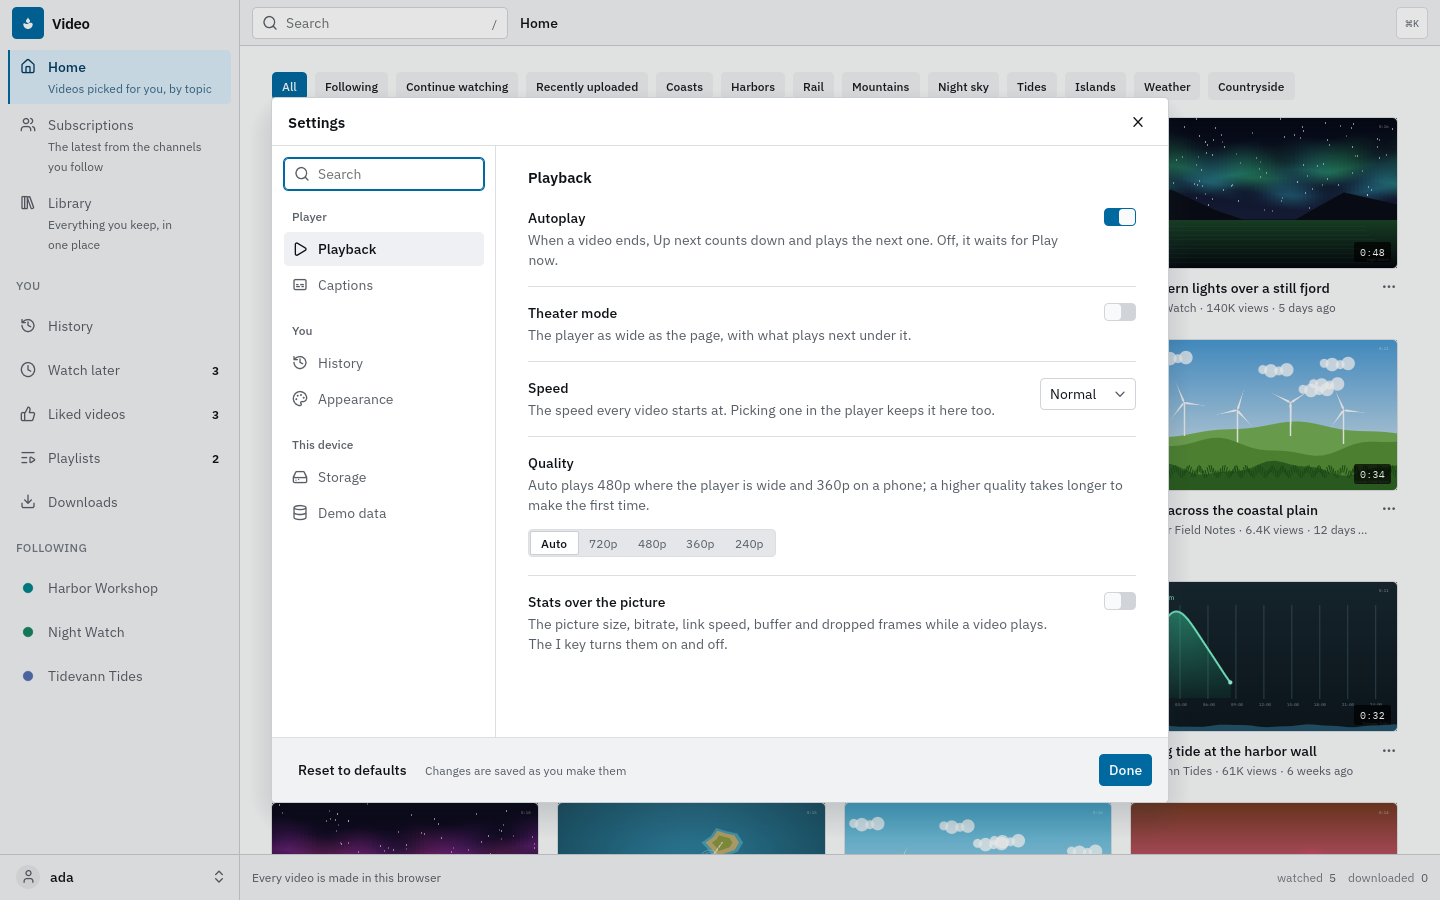 Video
Search
/
Home
⌘K
Home
Videos picked for you, by topic
Subscriptions
The latest from the channels
you follow
Library
Everything you keep, in
one place
YOU
History
Watch later 3
Liked videos 3
Playlists 2
Downloads
FOLLOWING
Harbor Workshop
Night Watch
Tidevann Tides
ada
All
Following
Continue watching
Recently uploaded
Coasts
Harbors
Rail
Mountains
Night sky
Tides
Islands
Weather
Countryside
Settings
Search
Player
Playback
Captions
You
History
Appearance
This device
Storage
Demo data
Playback
Autoplay
When a video ends, Up next counts down and plays the next one. Off, it waits for Play
now.
Theater mode
The player as wide as the page, with what plays next under it.
Speed
The speed every video starts at. Picking one in the player keeps it here too.
Normal
Quality
Auto plays 480p where the player is wide and 360p on a phone; a higher quality takes longer to
make the first time.
Auto
720p
480p
360p
240p
Stats over the picture
The picture size, bitrate, link speed, buffer and dropped frames while a video plays.
The I key turns them on and off.
Reset to defaults
Changes are saved as you make them
Done
0:48
ern lights over a still fjord
Watch · 140K views · 5 days ago
0:34
across the coastal plain
r Field Notes · 6.4K views · 12 days ...
0:32
g tide at the harbor wall
nn Tides · 61K views · 6 weeks ago
Every video is made in this browser
watched 5 downloaded 0